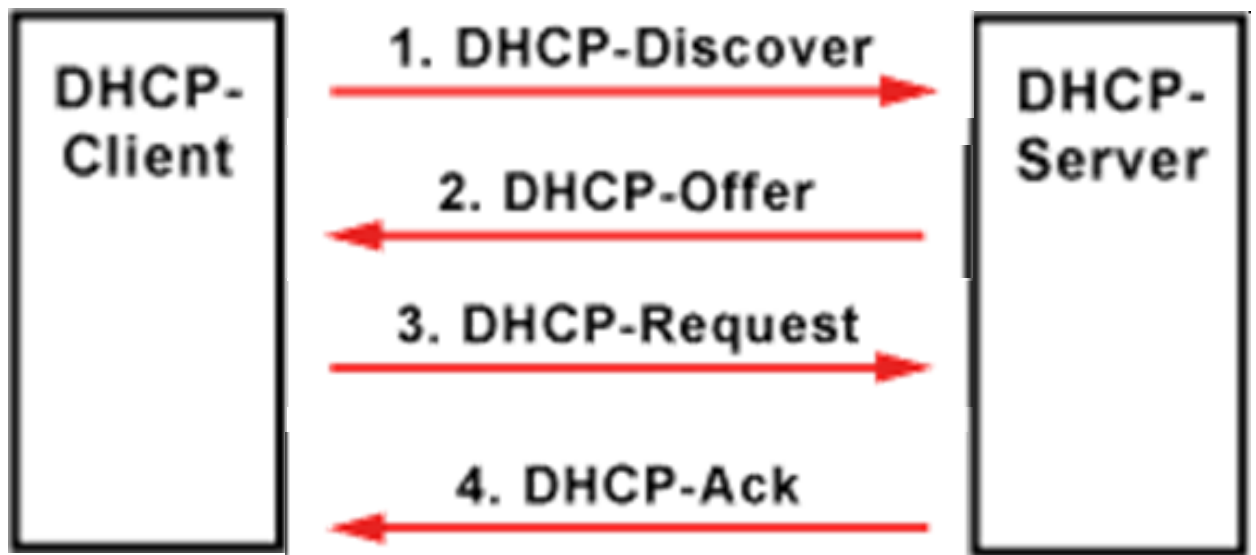 DHCP-
Client
1. DHCP-Discover
2. DHCP-Offer
3. DHCP-Request
4. DHCP-Ack
DHCP-
Server